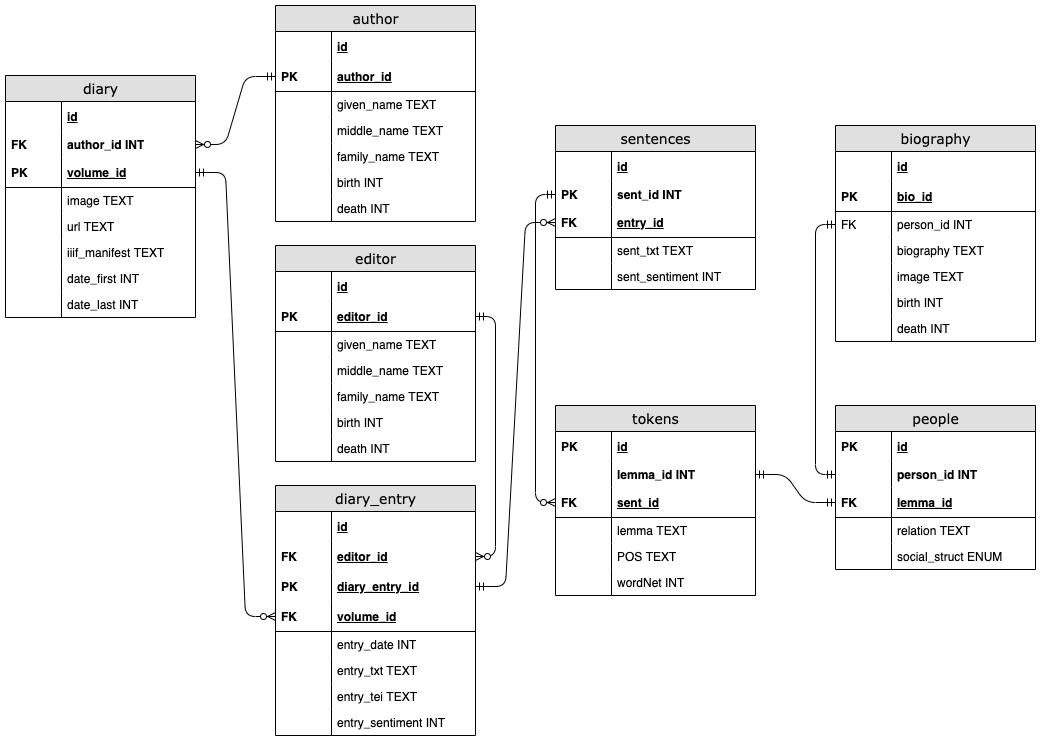 author
id
PK author_id
given_name TEXT
middle_name TEXT
family_name TEXT
birth INT
death INT
diary
id
FK author_id INT
PK volume_id
image TEXT
url TEXT
iiif_manifest TEXT
date_first INT
date_last INT
editor
id
PK editor_id
given_name TEXT
middle_name TEXT
family_name TEXT
birth INT
death INT
diary_entry
id
FK editor_id
PK diary_entry_id
FK volume_id
entry_date INT
entry_txt TEXT
entry_tei TEXT
entry_sentiment INT
sentences
id
PK sent_id INT
FK entry_id
sent_txt TEXT
sent_sentiment INT
tokens
PK id
lemma_id INT
FK sent_id
lemma TEXT
POS TEXT
wordNet INT
biography
id
PK bio_id
FK person_id INT
biography TEXT
image TEXT
birth INT
death INT
people
PK id
person_id INT
FK lemma_id
relation TEXT
social_struct ENUM